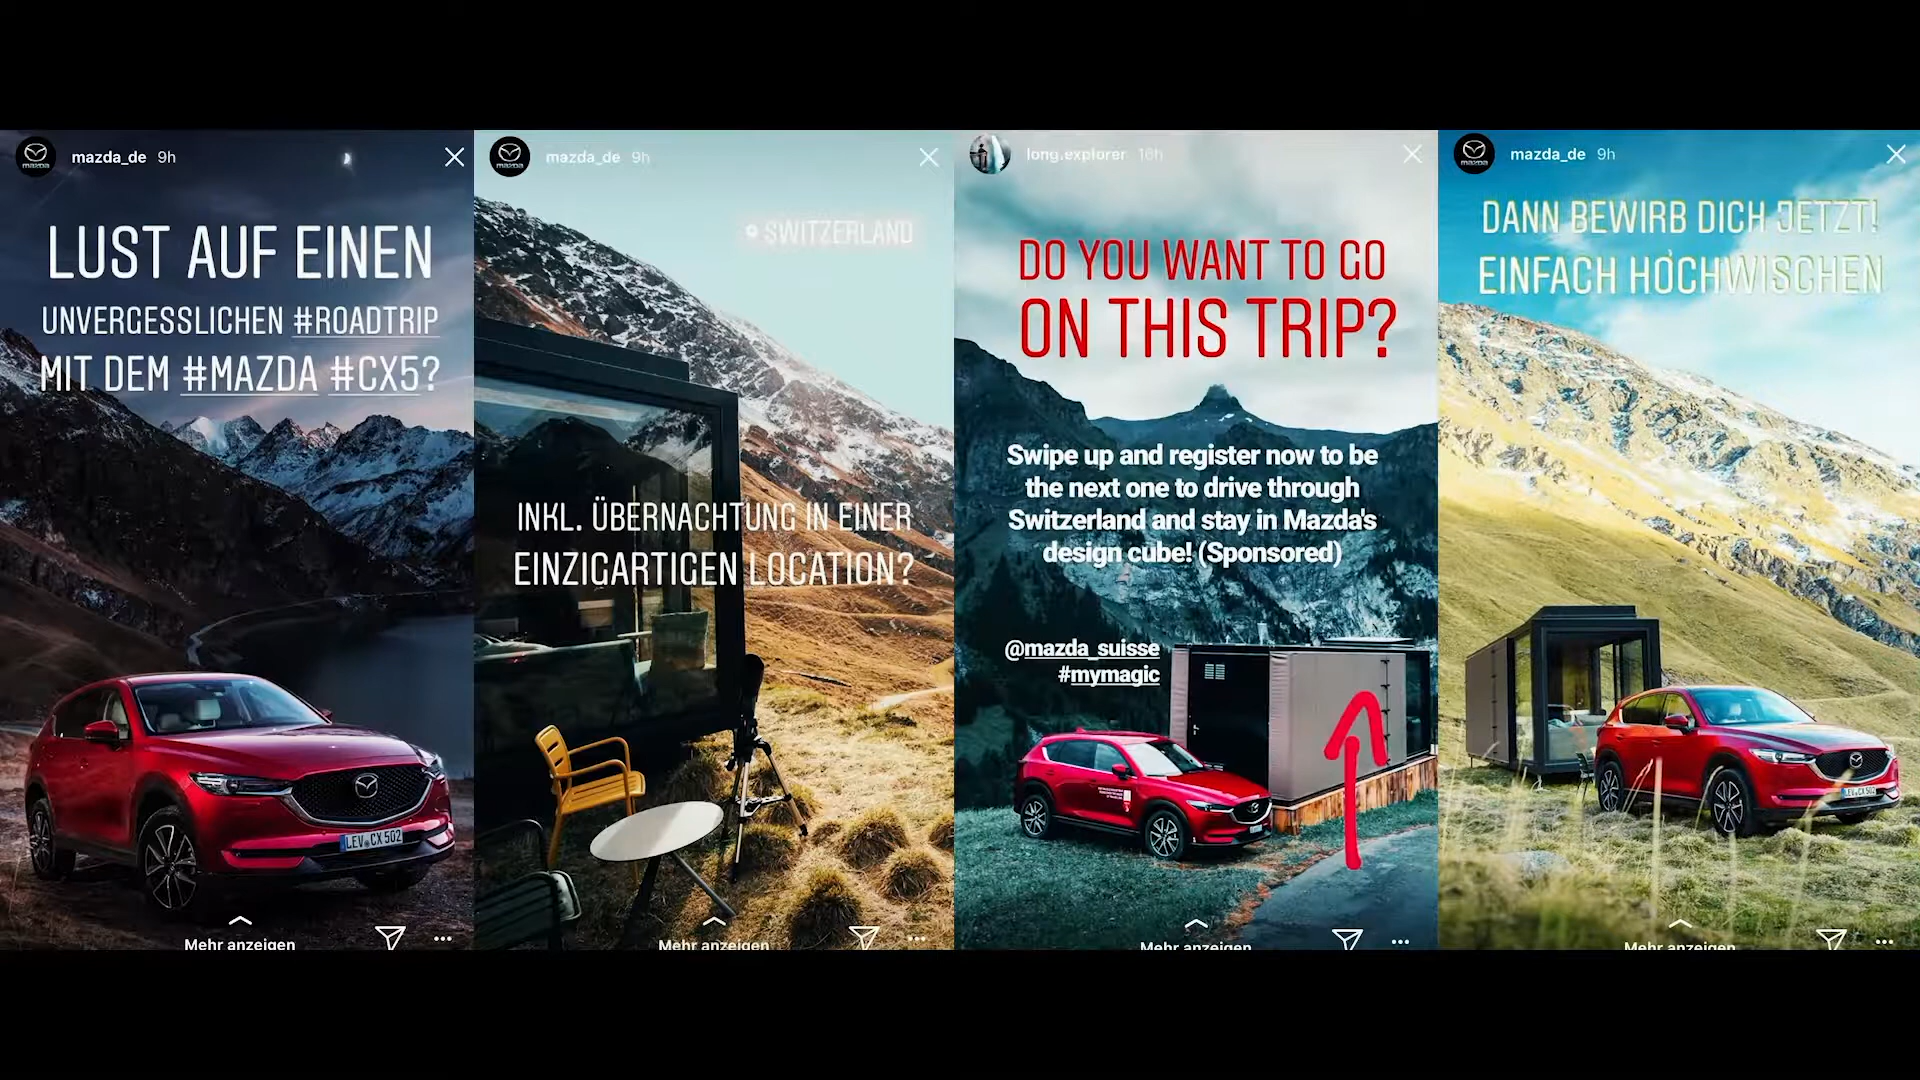 mazda_de 9h
LUST AUF EINEN
UNVERGESSLICHEN #ROADTRIP
MIT DEM #MAZDA #CX5?
LEV CX 502
Mehr anzeigen
mazda_de 9h
SWITZERLAND
INKL. ÜBERNACHTUNG IN EINER
EINZIGARTIGEN LOCATION?
Mehr anzeigen
long.explorer 16h
DO YOU WANT TO GO
ON THIS TRIP?
Swipe up and register now to be
the next one to drive through
Switzerland and stay in Mazda's
design cube! (Sponsored)
@mazda_suisse
#mymagic
Mehr anzeigen
mazda_de 9h
DANN BEWIRB DICH JETZT!
EINFACH HOCHWISCHEN
LEV CX 502
Mehr anzeigen